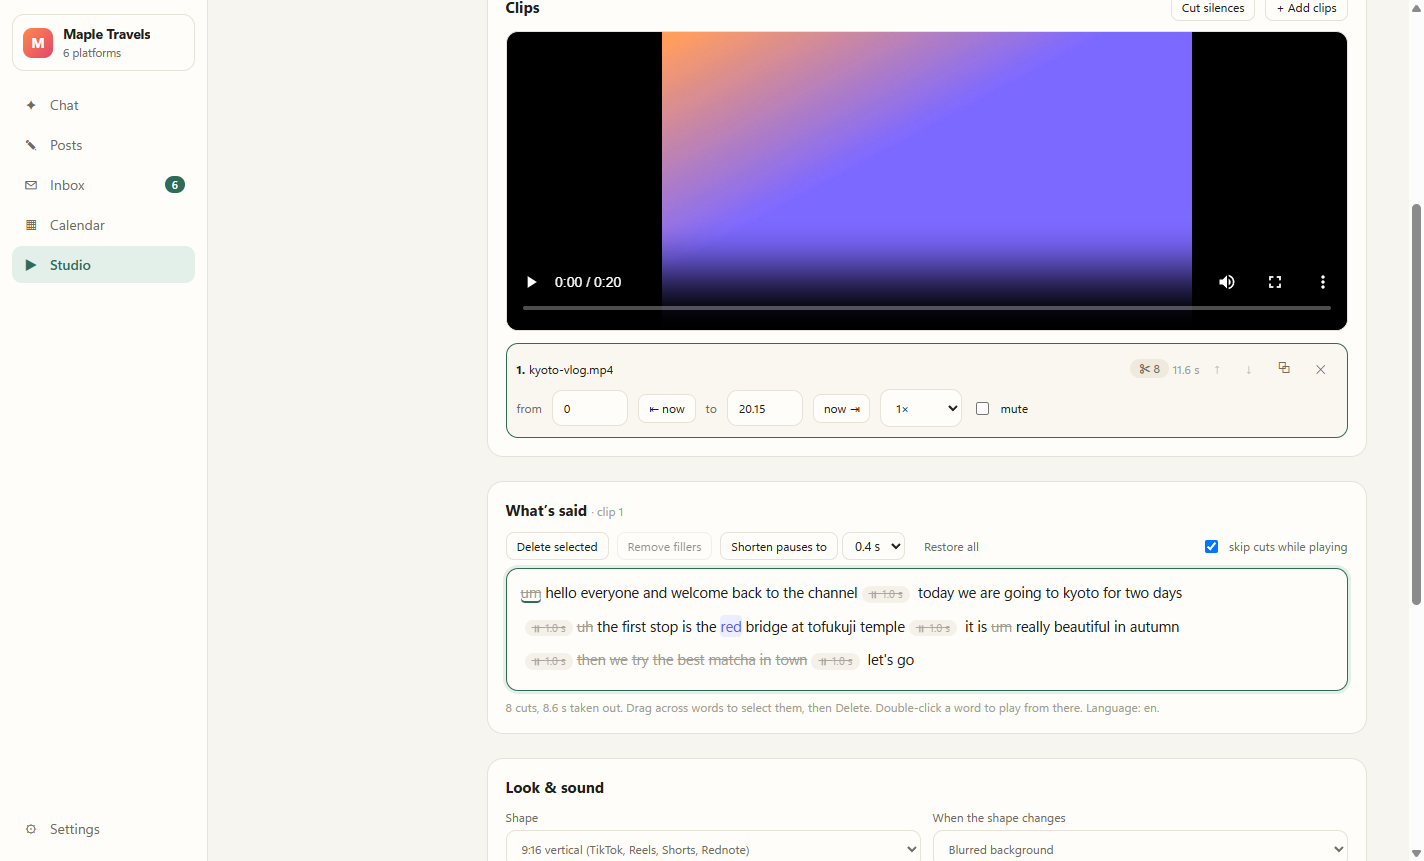 M
Maple Travels
6 platforms
Chat
Posts
Inbox 6
Calendar
Studio
Settings
Clips
Cut silences
+ Add clips
0:00 / 0:20
1. kyoto-vlog.mp4
8 11.6 s ↑ ↓
from 0 ⇤ now to 20.15 now ⇥ 1× mute
What's said · clip 1
Delete selected Remove fillers Shorten pauses to 0.4 s Restore all skip cuts while playing
um hello everyone and welcome back to the channel ⏸ 1.0 s today we are going to kyoto for two days
⏸ 1.0 s uh the first stop is the red bridge at tofukuji temple ⏸ 1.0 s it is um really beautiful in autumn
⏸ 1.0 s then we try the best matcha in town ⏸ 1.0 s let's go
8 cuts, 8.6 s taken out. Drag across words to select them, then Delete. Double-click a word to play from there. Language: en.
Look & sound
Shape
When the shape changes
9:16 vertical (TikTok, Reels, Shorts, Rednote)
Blurred background